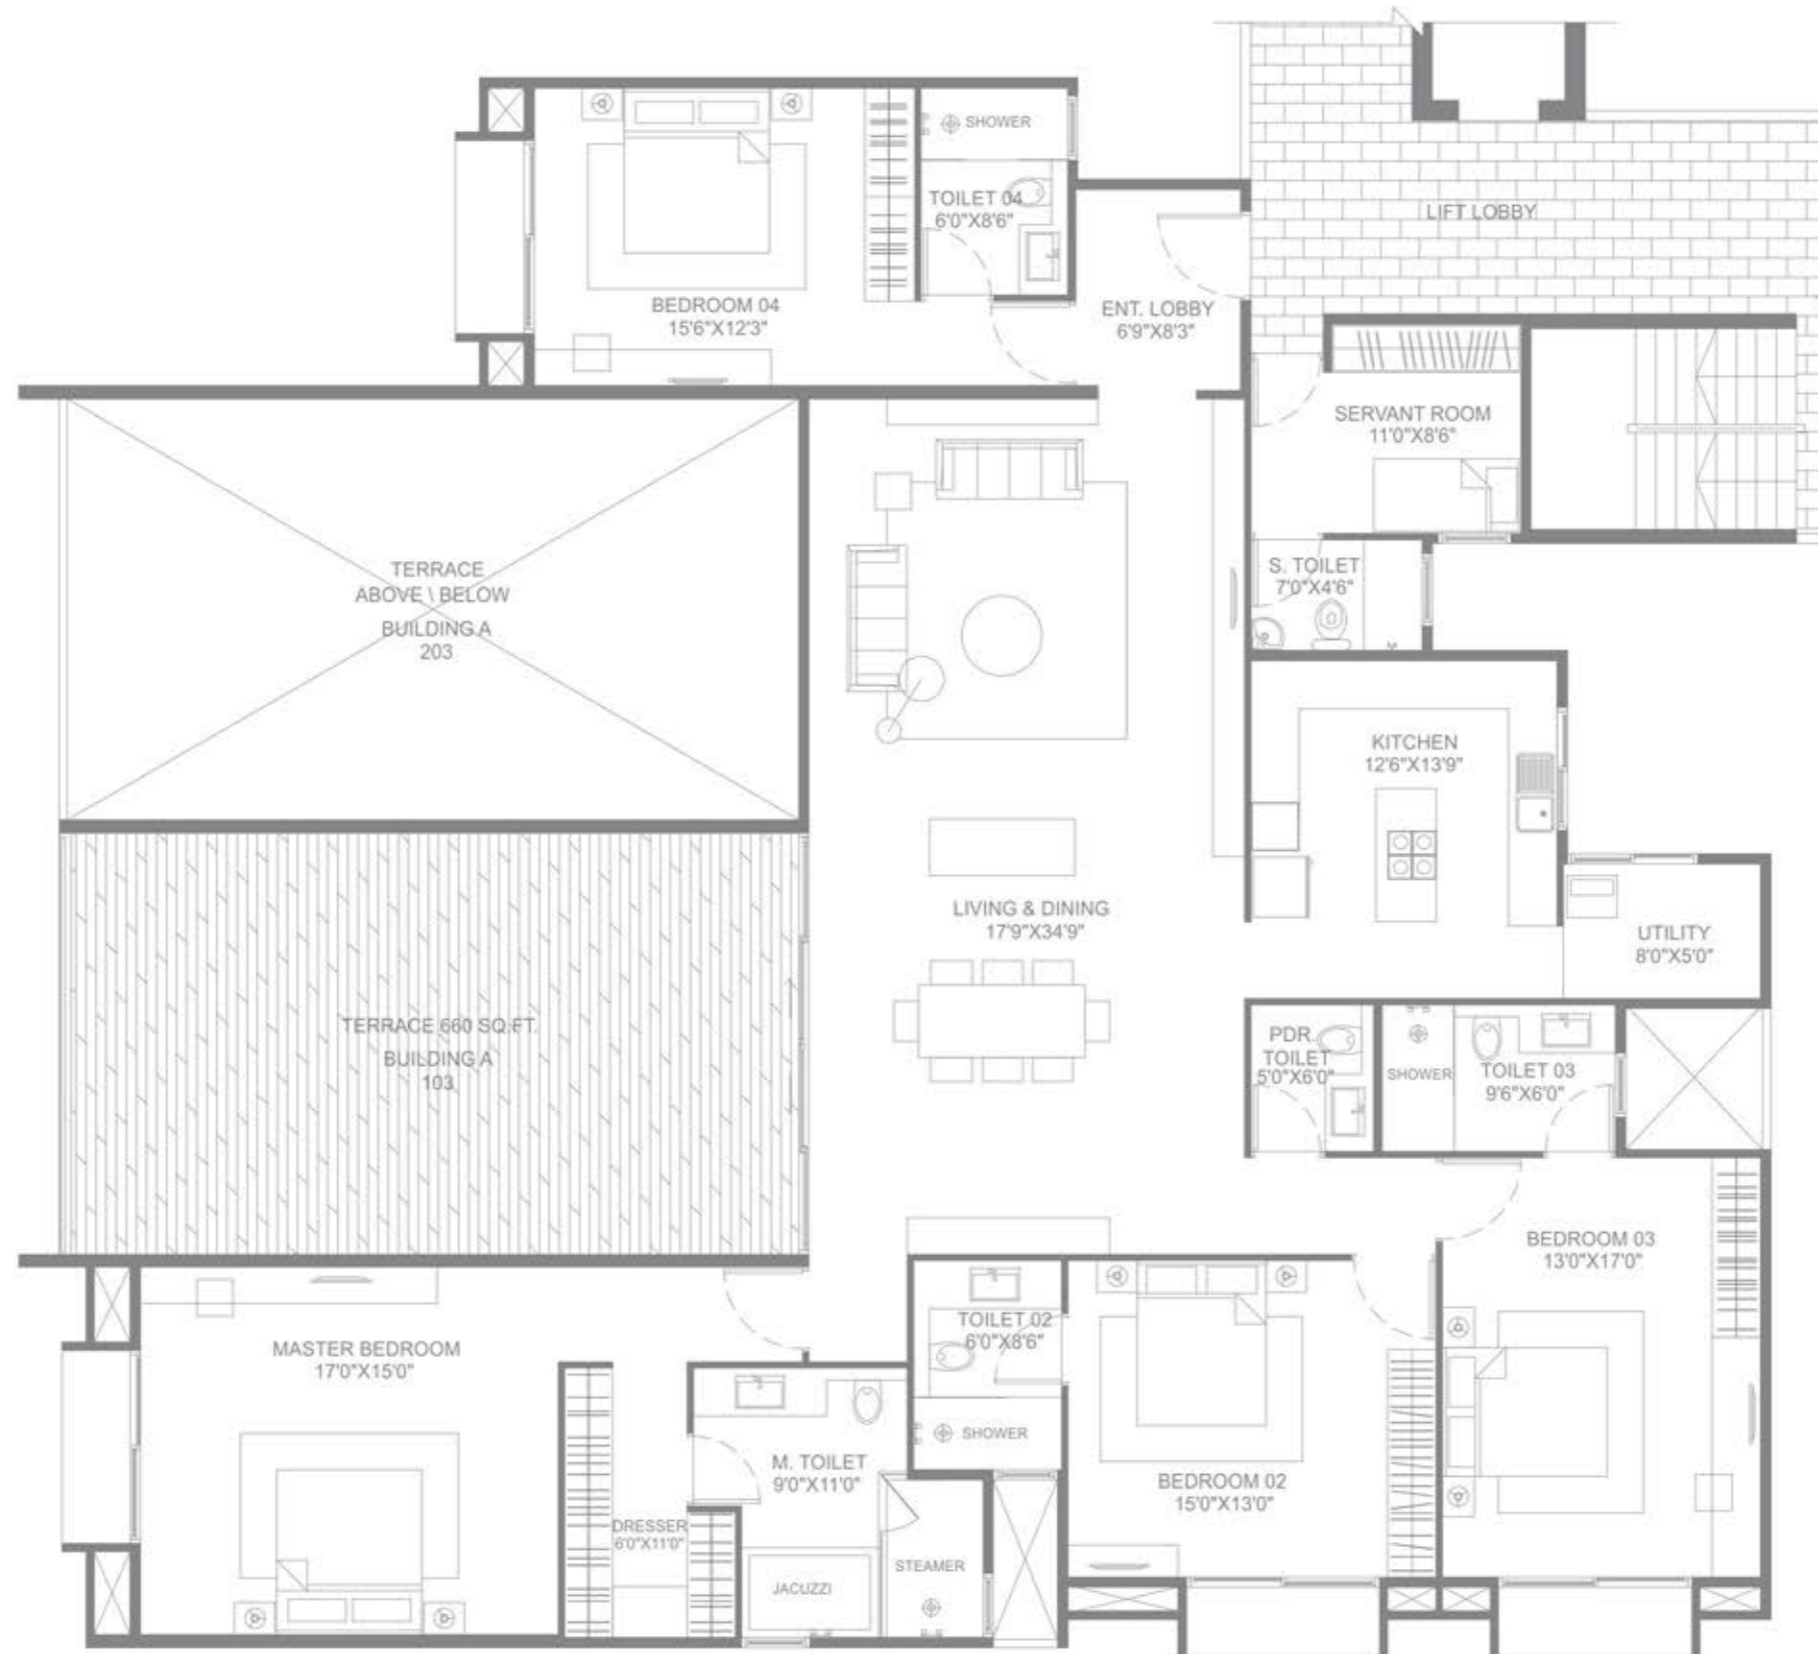 SHOWER
TOILET 04
6'0"X8'6"
LIFT LOBBY
BEDROOM 04
15'6"X12'3"
ENT. LOBBY
6'9"X8'3"
SERVANT ROOM
11'0"X8'6"
TERRACE
ABOVE \ BELOW
BUILDING A
203
S. TOILET
7'0"X4'6"
KITCHEN
12'6"X13'9"
LIVING & DINING
17'9"X34'9"
UTILITY
8'0"X5'0"
TERRACE 660 SQ.FT.
BUILDING A
103
PDR.
TOILET
5'0"X6'0"
SHOWER
TOILET 03
9'6"X6'0"
BEDROOM 03
13'0"X17'0"
MASTER BEDROOM
17'0"X15'0"
TOILET 02
6'0"X8'6"
SHOWER
M. TOILET
9'0"X11'0"
BEDROOM 02
15'0"X13'0"
DRESSER
6'0"X11'0"
STEAMER
JACUZZI